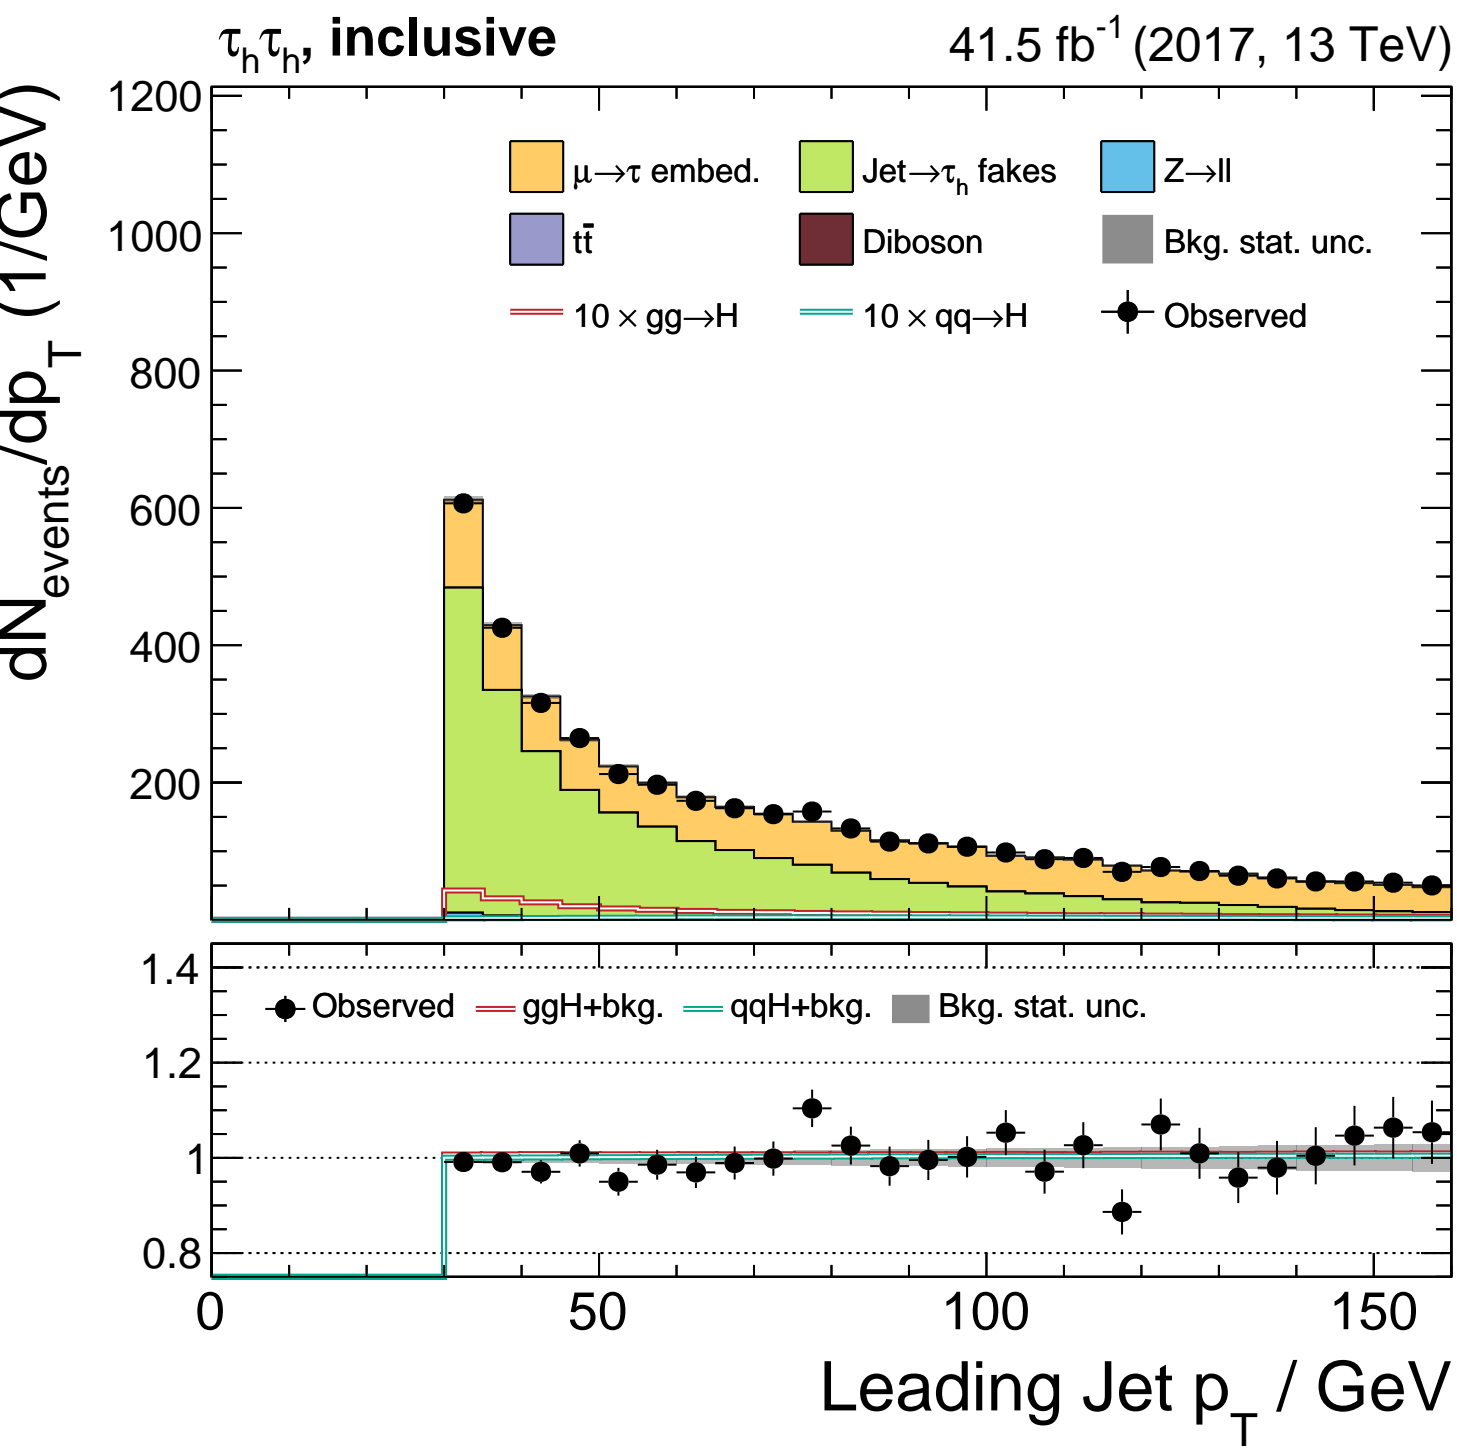 τhτh, inclusive 41.5 fb-1 (2017, 13 TeV)
dNevents/dpT (1/GeV)
1200
1000
800
600
400
200
μ→τ embed. Jet→τh fakes Z→ll
tt̄ Diboson Bkg. stat. unc.
10 × gg→H 10 × qq→H Observed
1.4
1.2
1
0.8
Observed ggH+bkg. qqH+bkg. Bkg. stat. unc.
0 50 100 150
Leading Jet pT / GeV